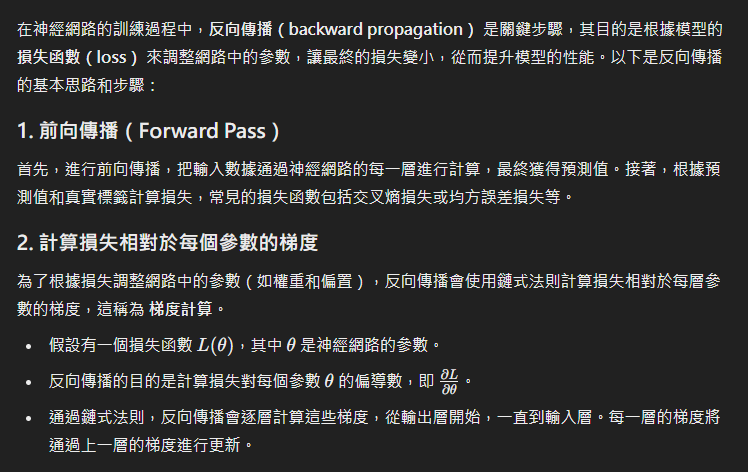 在神經網路的訓練過程中，反向傳播（backward propagation）是關鍵步驟，其目的是根據模型的
損失函數（loss）來調整網路中的參數，讓最終的損失變小，從而提升模型的性能。以下是反向傳播
的基本思路和步驟：
1. 前向傳播（Forward Pass）
首先，進行前向傳播，把輸入數據通過神經網路的每一層進行計算，最終獲得預測值。接著，根據預
測值和真實標籤計算損失，常見的損失函數包括交叉熵損失或均方誤差損失等。
2. 計算損失相對於每個參數的梯度
為了根據損失調整網路中的參數（如權重和偏置），反向傳播會使用鏈式法則計算損失相對於每層參
數的梯度，這稱為 梯度計算。
• 假設有一個損失函數 L(θ)，其中 θ 是神經網路的參數。
• 反向傳播的目的是計算損失對每個參數 θ 的偏導數，即 ∂L/∂θ。
• 通過鏈式法則，反向傳播會逐層計算這些梯度，從輸出層開始，一直到輸入層。每一層的梯度將
通過上一層的梯度進行更新。